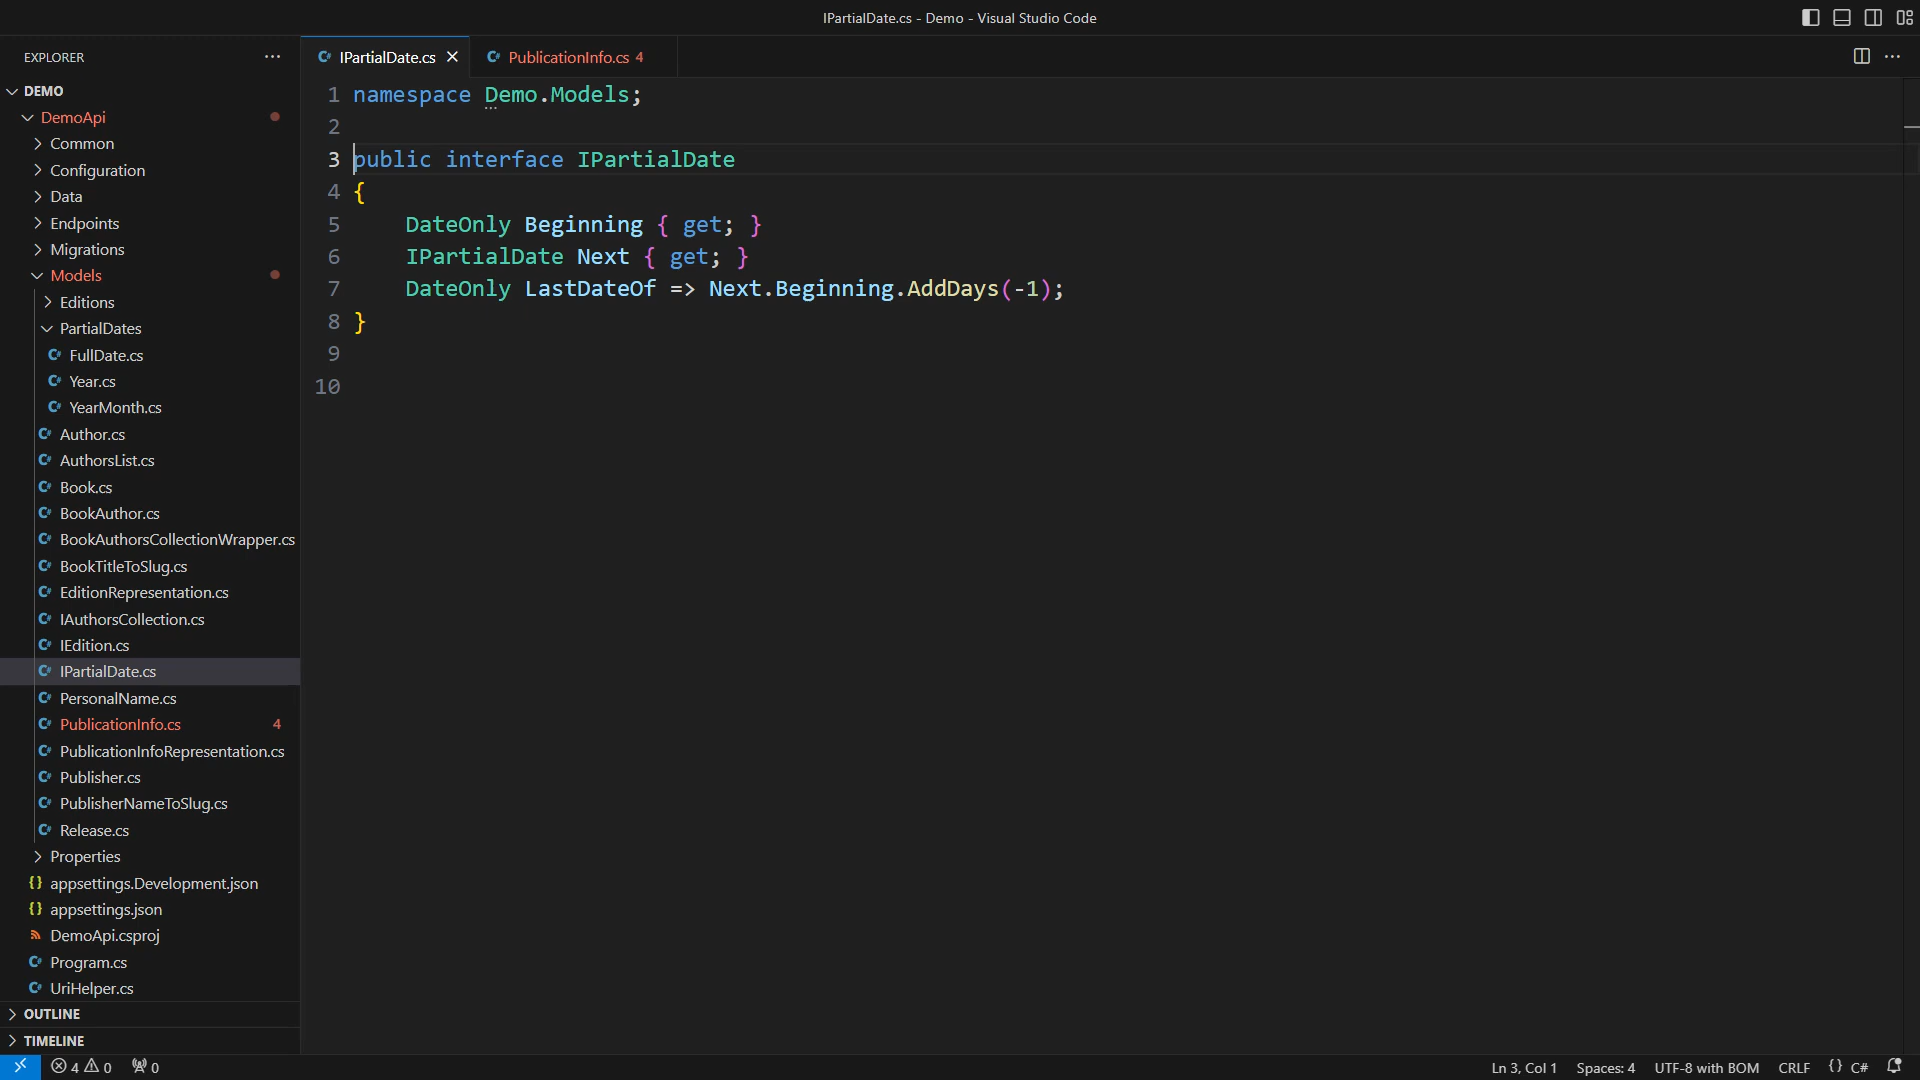 IPartialDate.cs - Demo - Visual Studio Code
EXPLORER
DEMO
DemoApi
Common
Configuration
Data
Endpoints
Migrations
Models
Editions
PartialDates
C# FullDate.cs
C# Year.cs
C# YearMonth.cs
C# Author.cs
C# AuthorsList.cs
C# Book.cs
C# BookAuthor.cs
C# BookAuthorsCollectionWrapper.cs
C# BookTitleToSlug.cs
C# EditionRepresentation.cs
C# IAuthorsCollection.cs
C# IEdition.cs
C# IPartialDate.cs
C# PersonalName.cs
C# PublicationInfo.cs 4
C# PublicationInfoRepresentation.cs
C# Publisher.cs
C# PublisherNameToSlug.cs
C# Release.cs
Properties
{} appsettings.Development.json
{} appsettings.json
DemoApi.csproj
C# Program.cs
C# UriHelper.cs
OUTLINE
TIMELINE
C# IPartialDate.cs
C# PublicationInfo.cs 4
1 namespace Demo.Models;
2
3 public interface IPartialDate
4 {
5 DateOnly Beginning { get; }
6 IPartialDate Next { get; }
7 DateOnly LastDateOf => Next.Beginning.AddDays(-1);
8 }
9
10
4 0 0
Ln 3, Col 1 Spaces: 4 UTF-8 with BOM CRLF {} C#